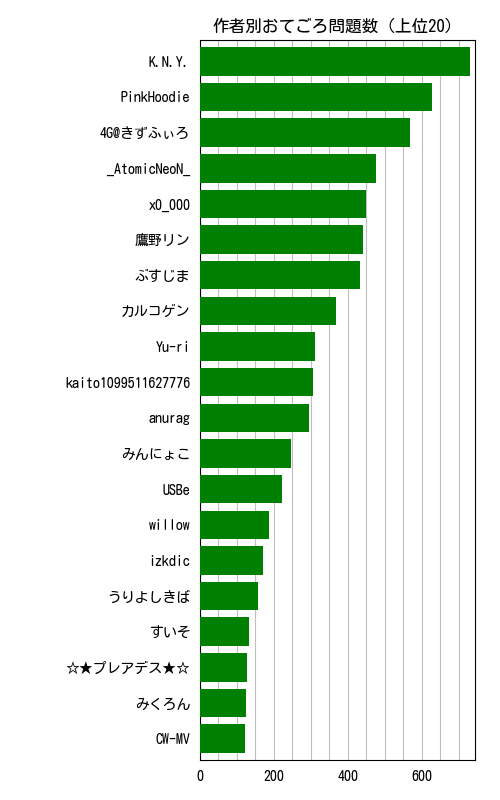 作者別おてごろ問題数（上位20）
K.N.Y.
PinkHoodie
4G@きずふぃろ
_AtomicNeoN_
x0_000
鷹野リン
ぶすじま
カルコゲン
Yu-ri
kaito1099511627776
anurag
みんにょこ
USBe
willow
izkdic
うりよしきば
すいそ
☆★プレアデス★☆
みくろん
CW-MV
0 200 400 600